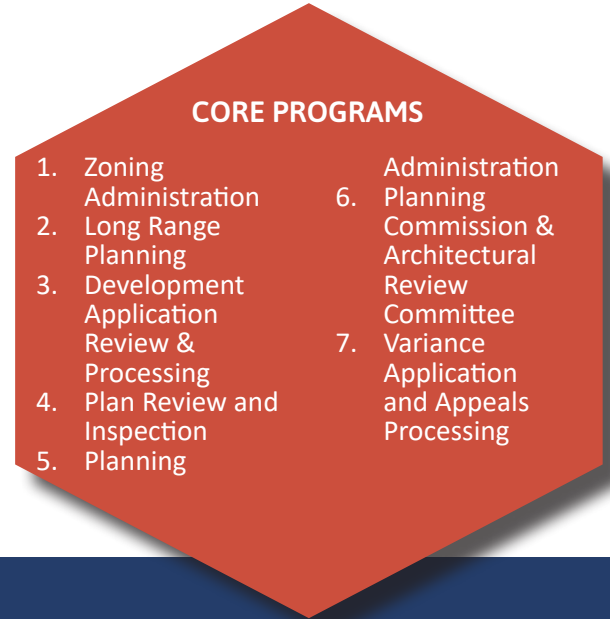 CORE PROGRAMS
1. Zoning
Administration
2. Long Range
Planning
3. Development
Application
Review &
Processing
4. Plan Review and
Inspection
5. Planning
Administration
6. Planning
Commission &
Architectural
Review
Committee
7. Variance
Application
and Appeals
Processing